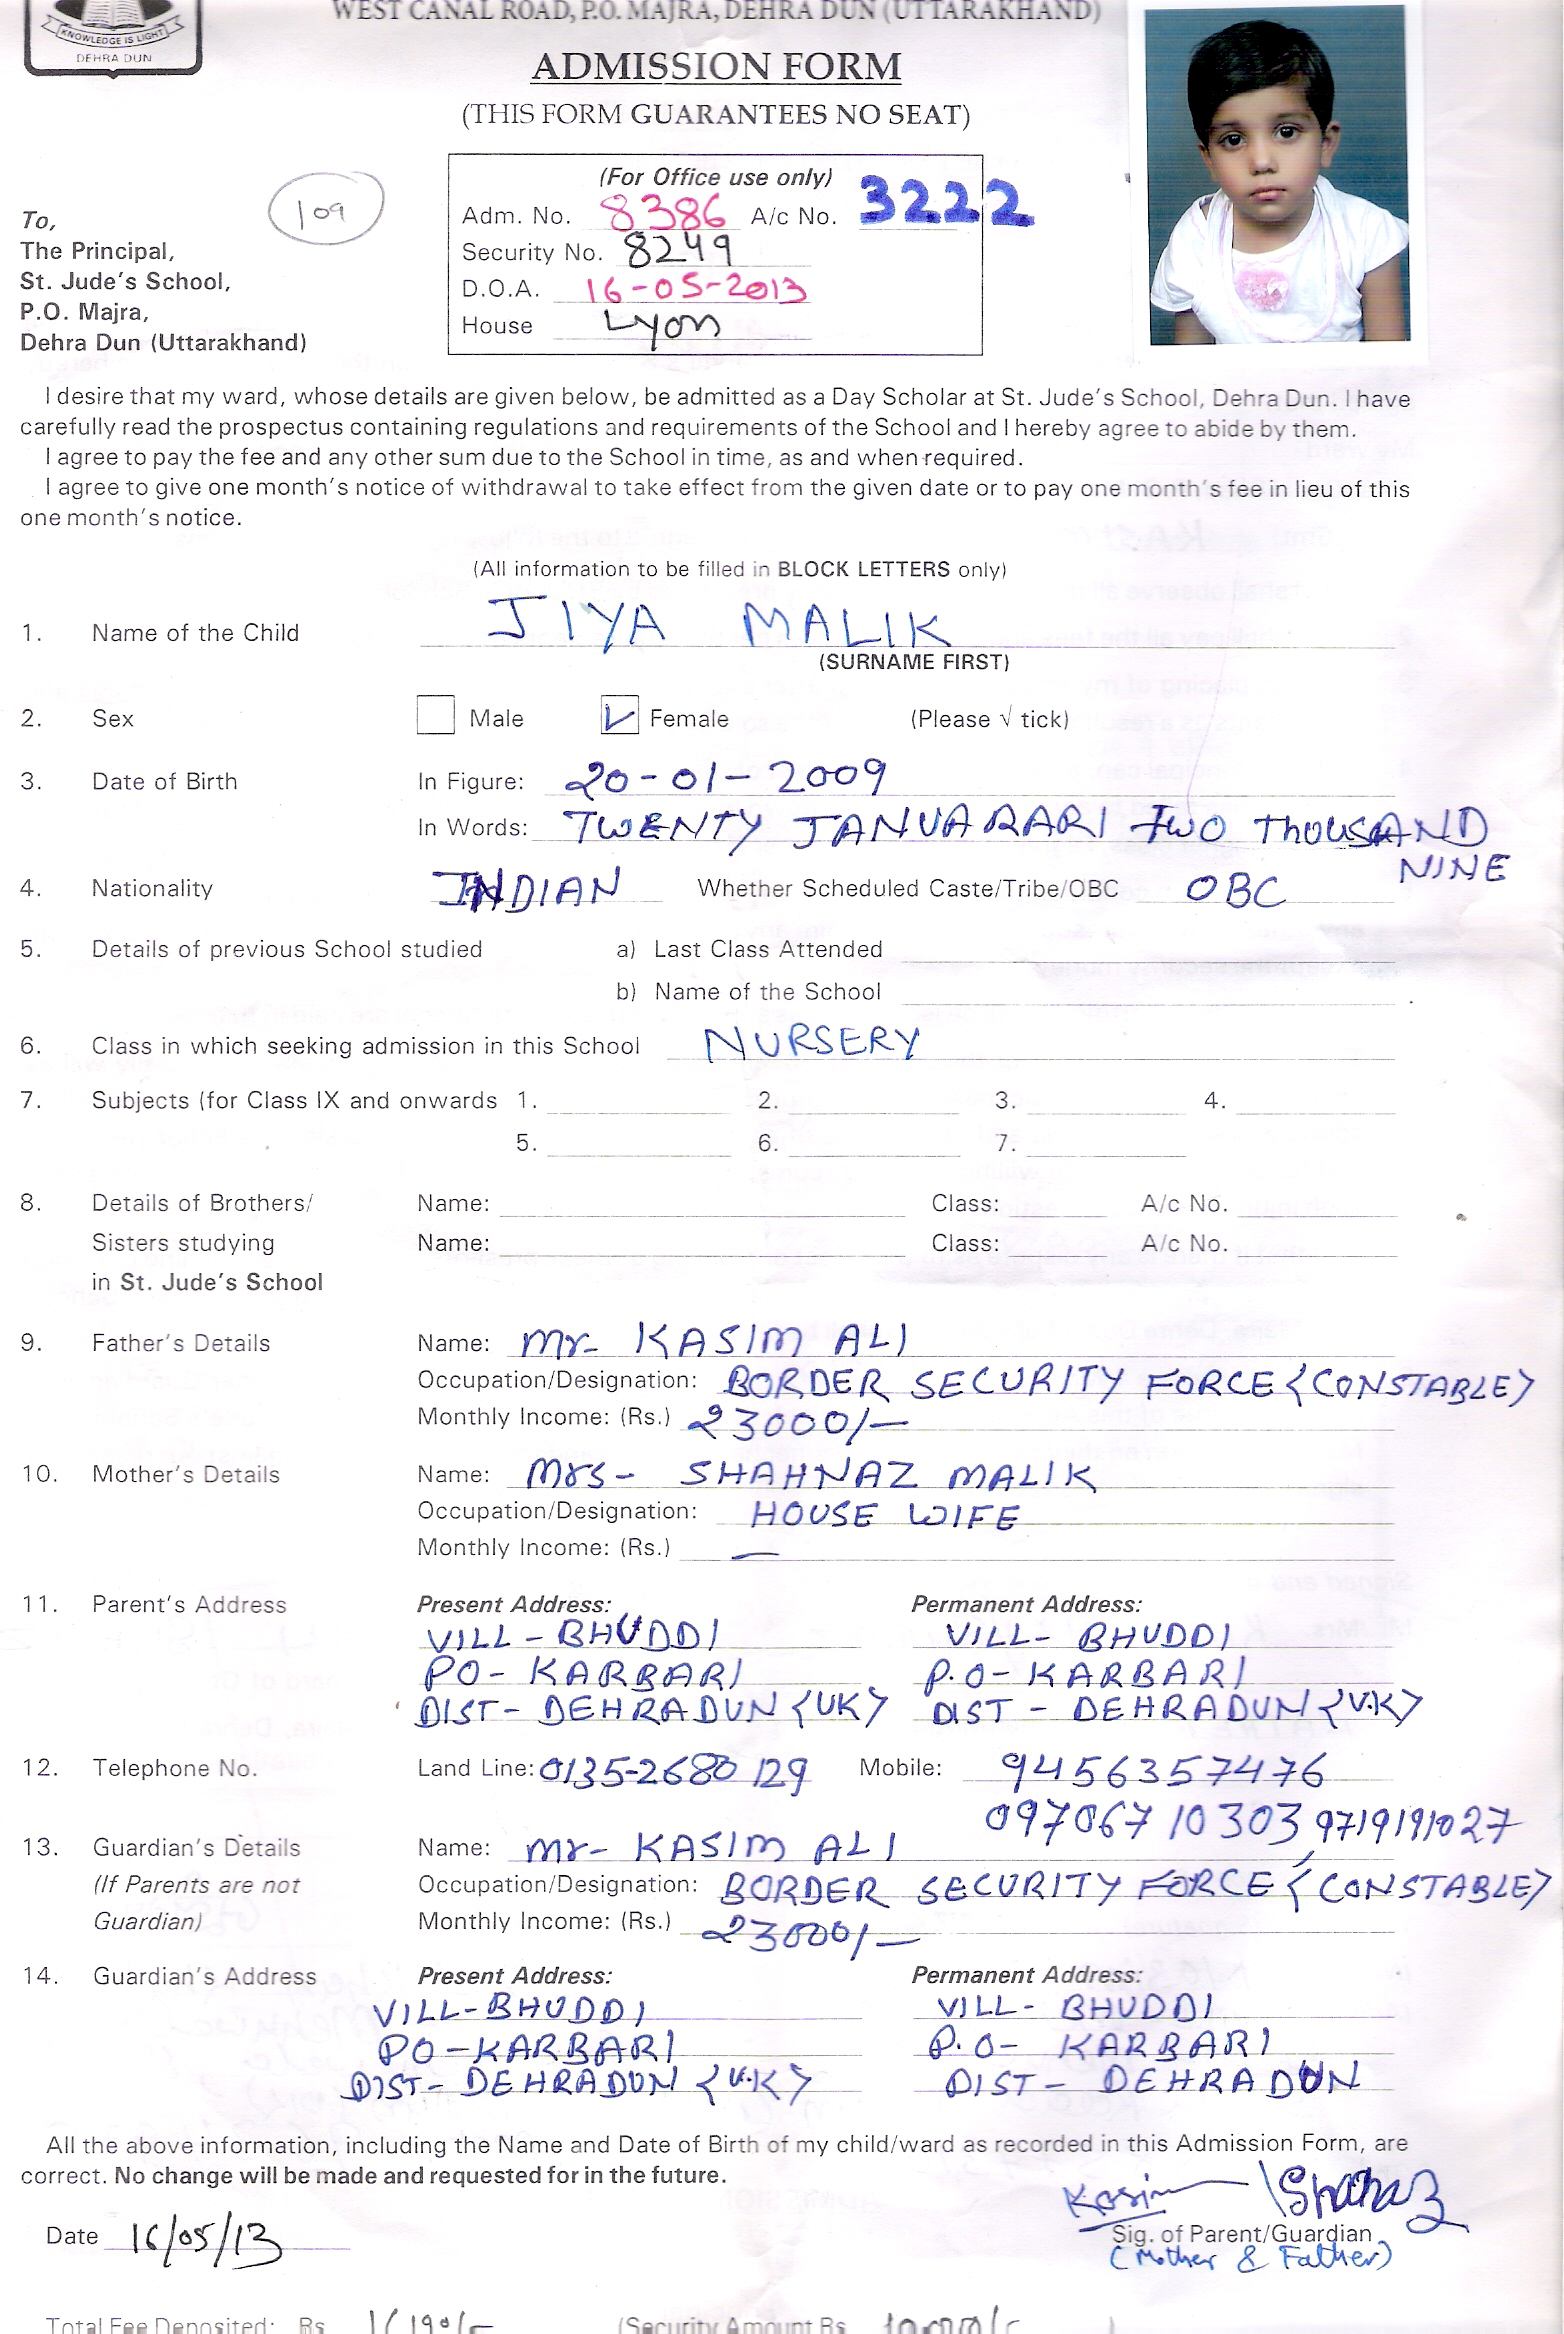 WEST CANAL ROAD, P.O. MAJRA, DEHRA DUN (UTTARAKHAND)
KNOWLEDGE IS LIGHT
DEHRA DUN
ADMISSION FORM
(THIS FORM GUARANTEES NO SEAT)
109
(For Office use only)
Adm. No. 8386 A/c No. 3222
Security No. 8249
D.O.A. 16-05-2013
House Lyon
To,
The Principal,
St. Jude's School,
P.O. Majra,
Dehra Dun (Uttarakhand)
I desire that my ward, whose details are given below, be admitted as a Day Scholar at St. Jude's School, Dehra Dun. I have
carefully read the prospectus containing regulations and requirements of the School and I hereby agree to abide by them.
I agree to pay the fee and any other sum due to the School in time, as and when required.
I agree to give one month's notice of withdrawal to take effect from the given date or to pay one month's fee in lieu of this
one month's notice.
(All information to be filled in BLOCK LETTERS only)
1. Name of the Child JIYA MALIK
(SURNAME FIRST)
2. Sex Male Female (Please √ tick)
3. Date of Birth In Figure: 20-01-2009
In Words: TWENTY JANUARARI TWO THOUSAND
NINE
4. Nationality INDIAN Whether Scheduled Caste/Tribe/OBC OBC
5. Details of previous School studied a) Last Class Attended
b) Name of the School
6. Class in which seeking admission in this School NURSERY
7. Subjects (for Class IX and onwards 1. 2. 3. 4.
5. 6. 7.
8. Details of Brothers/ Name: Class: A/c No.
Sisters studying Name: Class: A/c No.
in St. Jude's School
9. Father's Details Name: Mr- KASIM ALI
Occupation/Designation: BORDER SECURITY FORCE {CONSTABLE}
Monthly Income: (Rs.) 23000/-
10. Mother's Details Name: Mrs- SHAHNAZ MALIK
Occupation/Designation: HOUSE WIFE
Monthly Income: (Rs.) —
11. Parent's Address Present Address: Permanent Address:
VILL - BHUDDI VILL- BHUDDI
PO- KARBARI P.O- KARBARI
DIST- DEHRADUN {UK} DIST - DEHRADUN {U.K}
12. Telephone No. Land Line: 0135-2680129 Mobile: 9456357476
09706710303 9719191027
13. Guardian's Details Name: Mr- KASIM ALI
(If Parents are not Occupation/Designation: BORDER SECURITY FORCE {CONSTABLE}
Guardian) Monthly Income: (Rs.) 23000/-
14. Guardian's Address Present Address: Permanent Address:
VILL-BHUDDI VILL- BHUDDI
PO-KARBARI P.O- KARBARI
DIST- DEHRADUN {U.K} DIST- DEHRADUN
All the above information, including the Name and Date of Birth of my child/ward as recorded in this Admission Form, are
correct. No change will be made and requested for in the future.
Kasim Shahnaz
Date 16/05/13 Sig. of Parent/Guardian
(Mother & Father)
Total Fee Deposited: Rs (Security Amount Rs